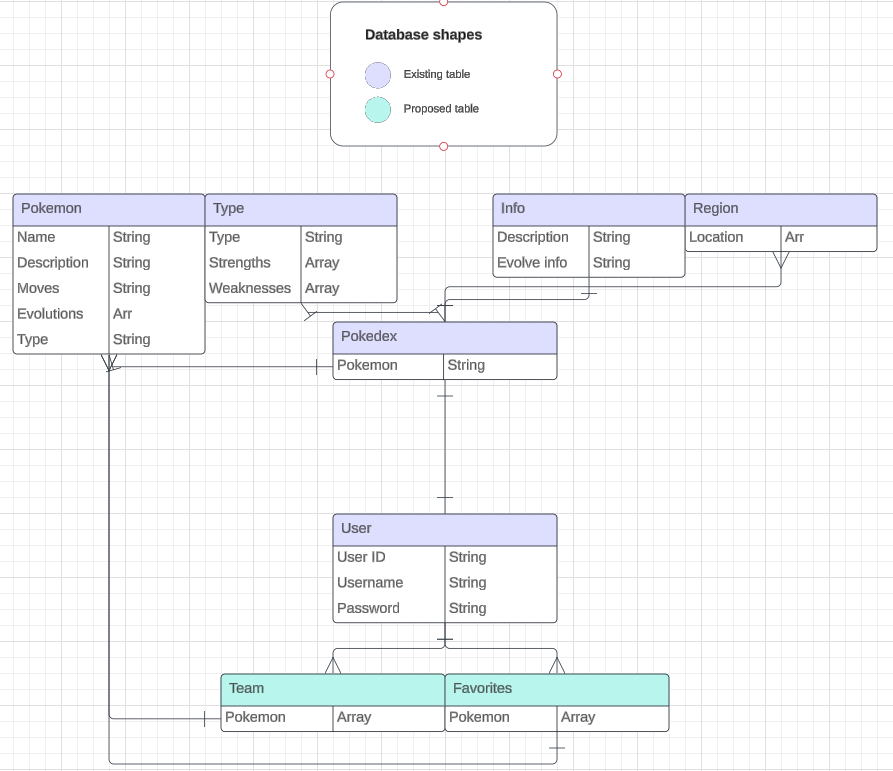 Database shapes
Existing table
Proposed table
Pokemon
Name String
Description String
Moves String
Evolutions Arr
Type String
Type
Type String
Strengths Array
Weaknesses Array
Info
Description String
Evolve info String
Region
Location Arr
Pokedex
Pokemon String
User
User ID String
Username String
Password String
Team
Pokemon Array
Favorites
Pokemon Array